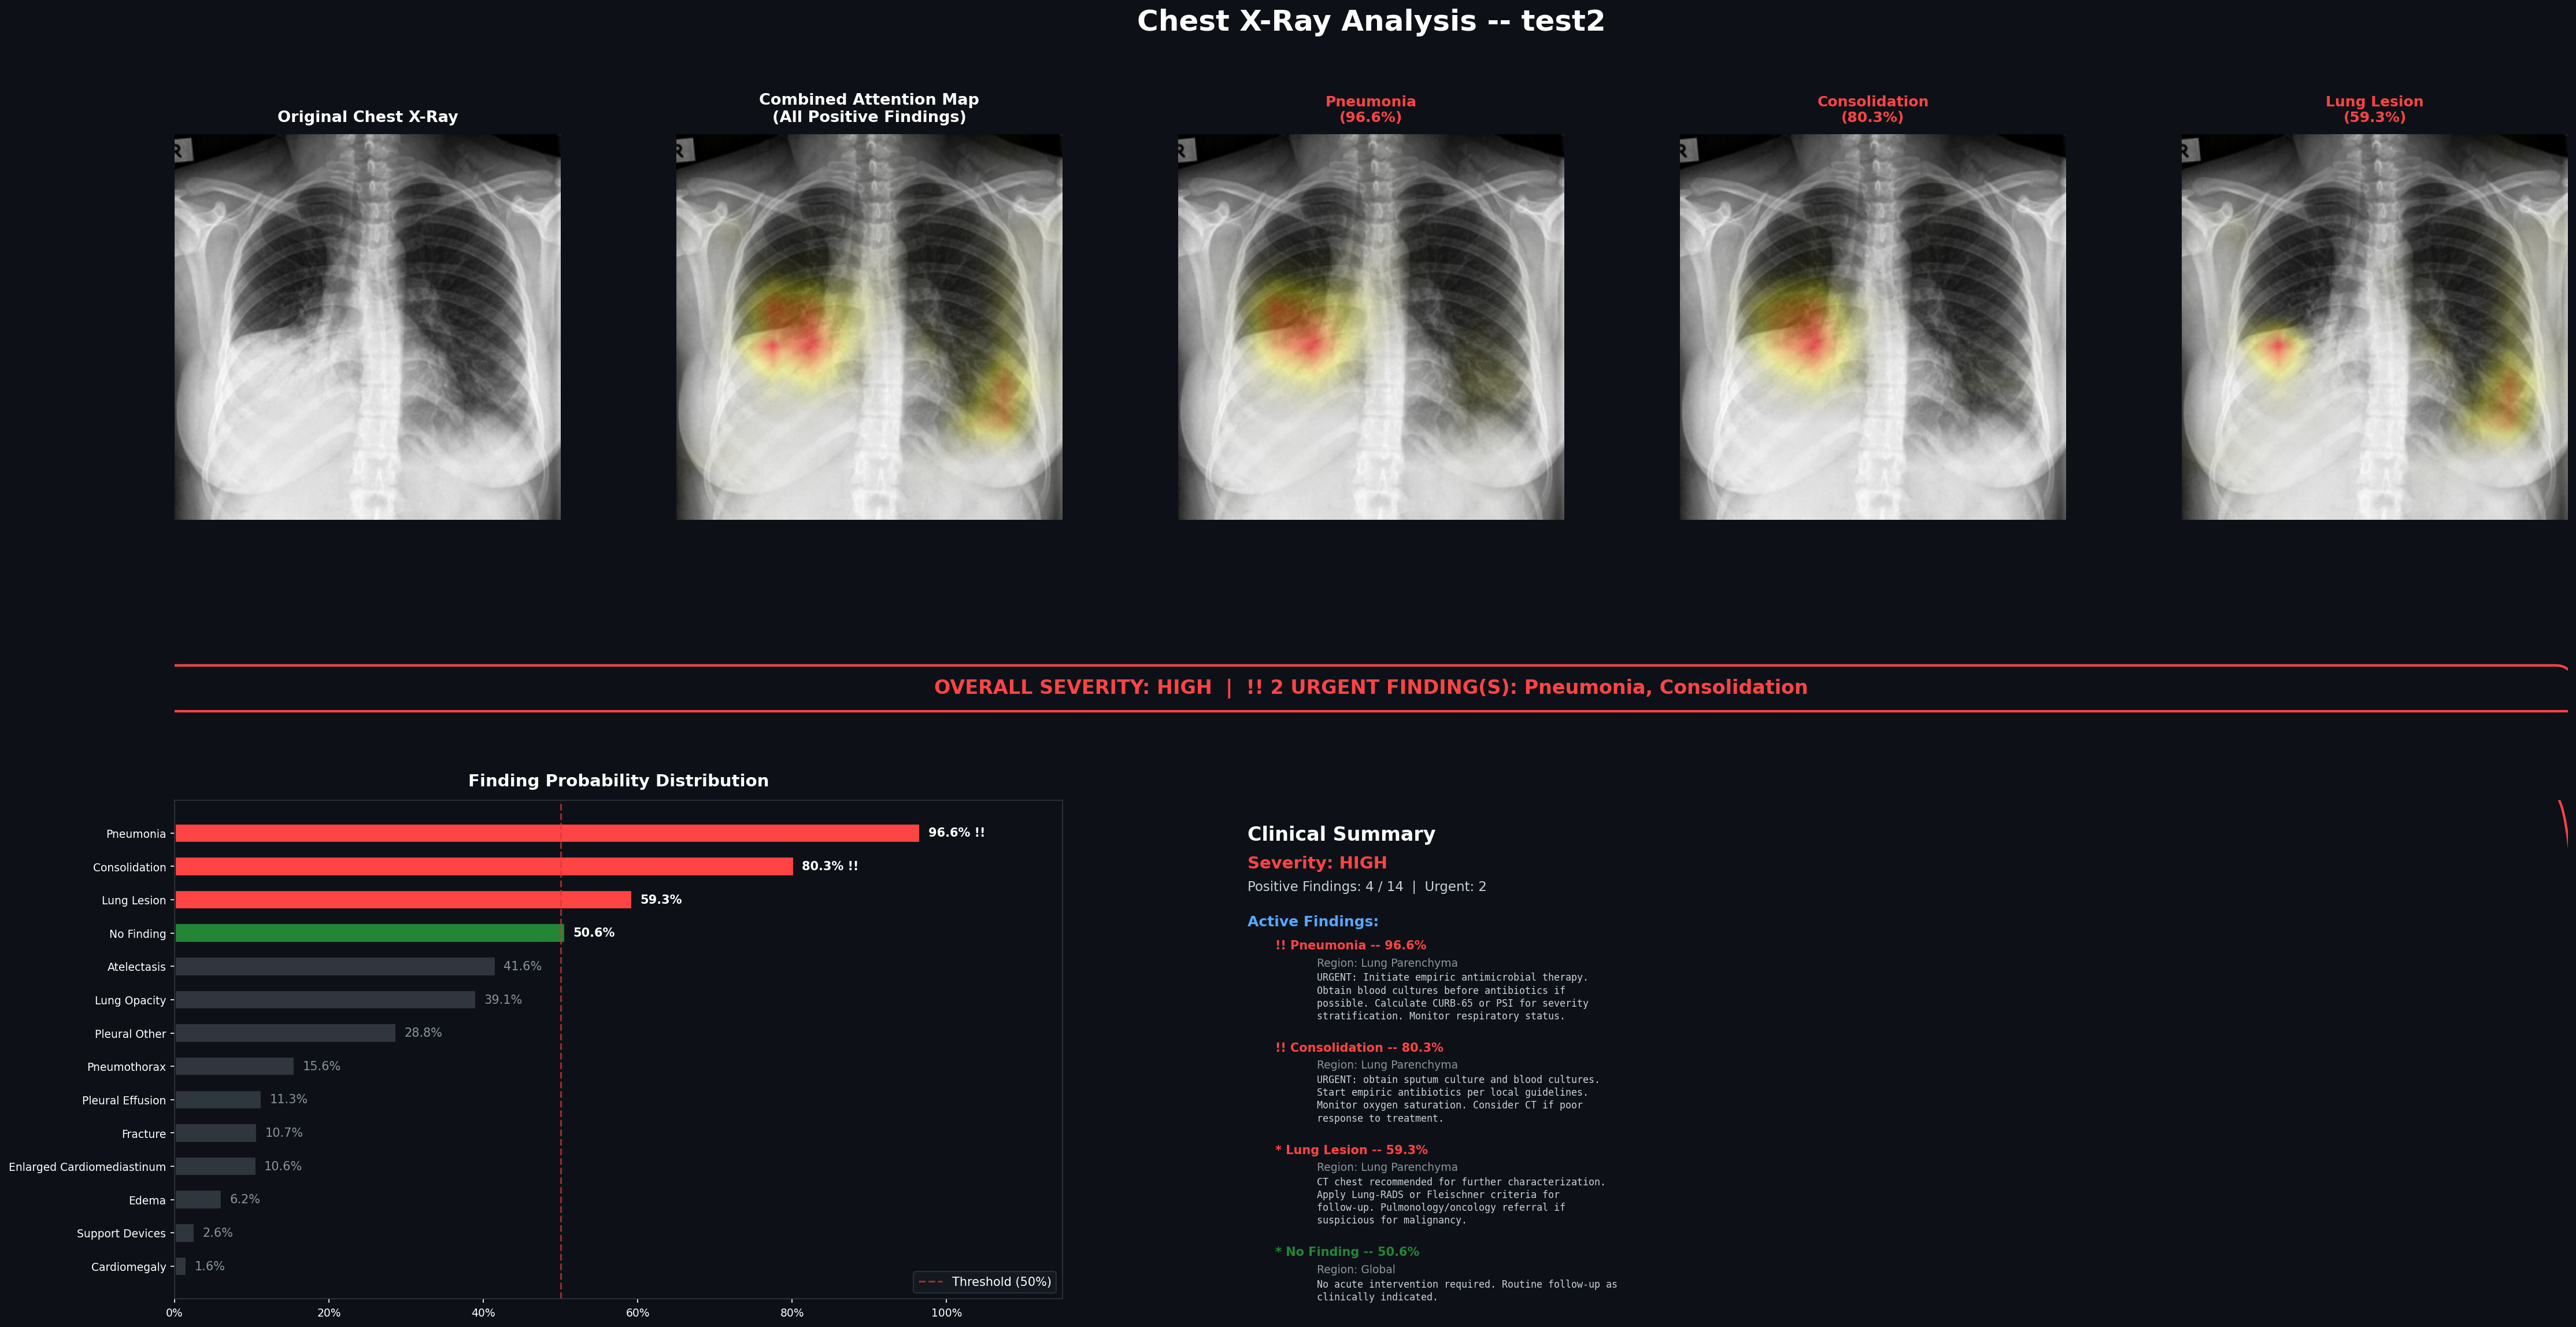 Chest X-Ray Analysis -- test2
Original Chest X-Ray
Combined Attention Map
(All Positive Findings)
Pneumonia
(96.6%)
Consolidation
(80.3%)
Lung Lesion
(59.3%)
R
R
R
R
R
OVERALL SEVERITY: HIGH | !! 2 URGENT FINDING(S): Pneumonia, Consolidation
Finding Probability Distribution
Pneumonia 96.6% !!
Consolidation 80.3% !!
Lung Lesion 59.3%
No Finding 50.6%
Atelectasis 41.6%
Lung Opacity 39.1%
Pleural Other 28.8%
Pneumothorax 15.6%
Pleural Effusion 11.3%
Fracture 10.7%
Enlarged Cardiomediastinum 10.6%
Edema 6.2%
Support Devices 2.6%
Cardiomegaly 1.6%
Threshold (50%)
0% 20% 40% 60% 80% 100%
Clinical Summary
Severity: HIGH
Positive Findings: 4 / 14 | Urgent: 2
Active Findings:
!! Pneumonia -- 96.6%
Region: Lung Parenchyma
URGENT: Initiate empiric antimicrobial therapy.
Obtain blood cultures before antibiotics if
possible. Calculate CURB-65 or PSI for severity
stratification. Monitor respiratory status.
!! Consolidation -- 80.3%
Region: Lung Parenchyma
URGENT: obtain sputum culture and blood cultures.
Start empiric antibiotics per local guidelines.
Monitor oxygen saturation. Consider CT if poor
response to treatment.
* Lung Lesion -- 59.3%
Region: Lung Parenchyma
CT chest recommended for further characterization.
Apply Lung-RADS or Fleischner criteria for
follow-up. Pulmonology/oncology referral if
suspicious for malignancy.
* No Finding -- 50.6%
Region: Global
No acute intervention required. Routine follow-up as
clinically indicated.